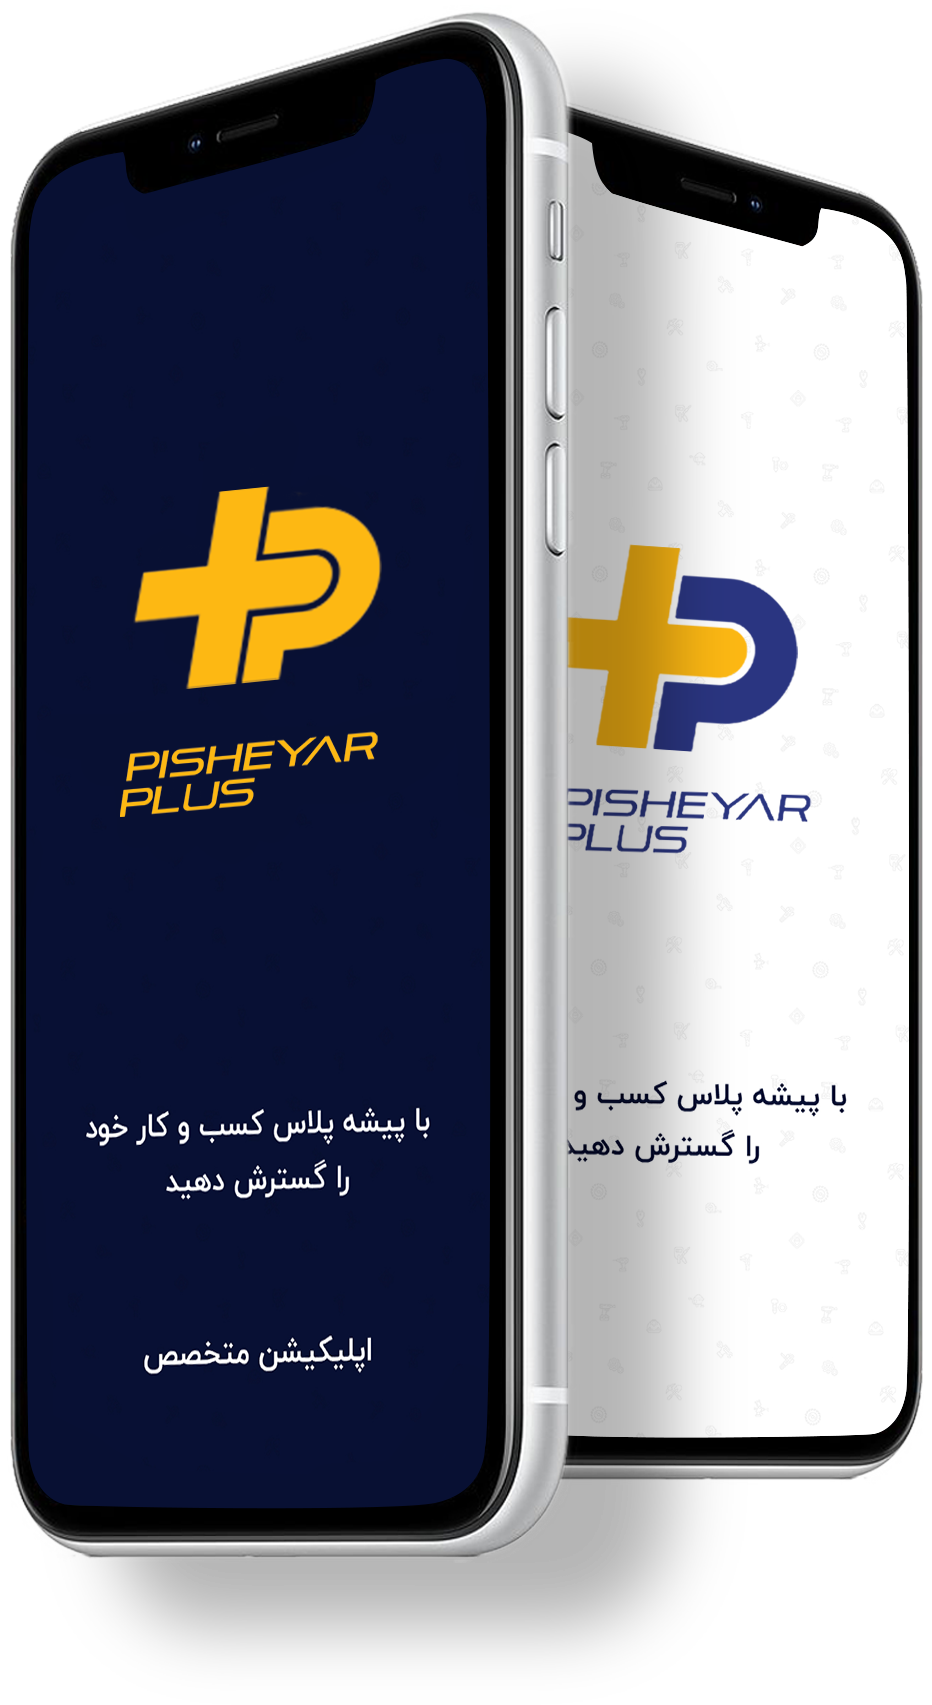 PISHEYAR
PLUS
با پیشه پلاس کسب و کار خود
را گسترش دهید
اپلیکیشن متخصص
PISHEYAR
PLUS
با پیشه پلاس کسب و
را گسترش دهید